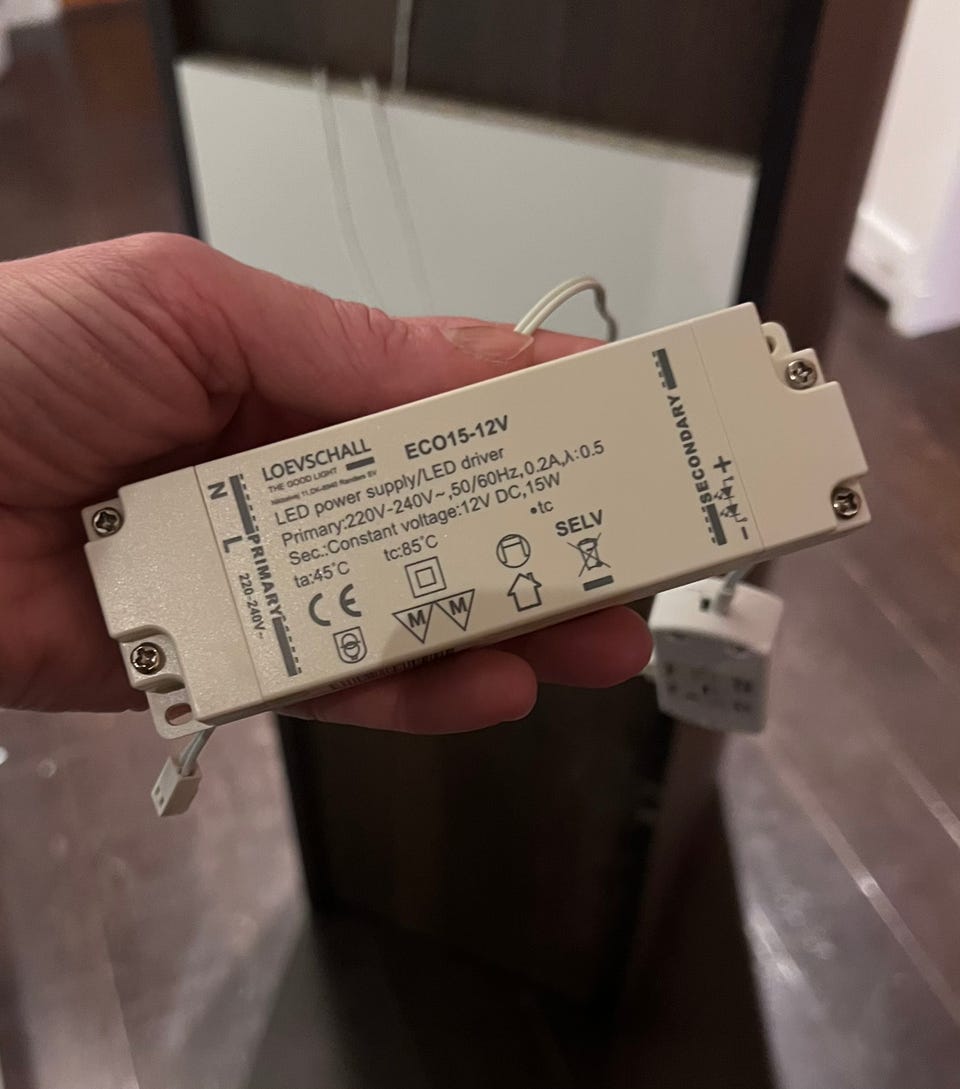 LOEVSCHALL
THE GOOD LIGHT
ECO15-12V
LED power supply/LED driver
Primary:220V-240V~,50/60Hz,0.2A,λ:0.5
Sec.:Constant voltage:12V DC,15W
ta:45°C tc:85°C •tc
CE
M M
SELV
N L
PRIMARY
220-240V~
SECONDARY
+ -